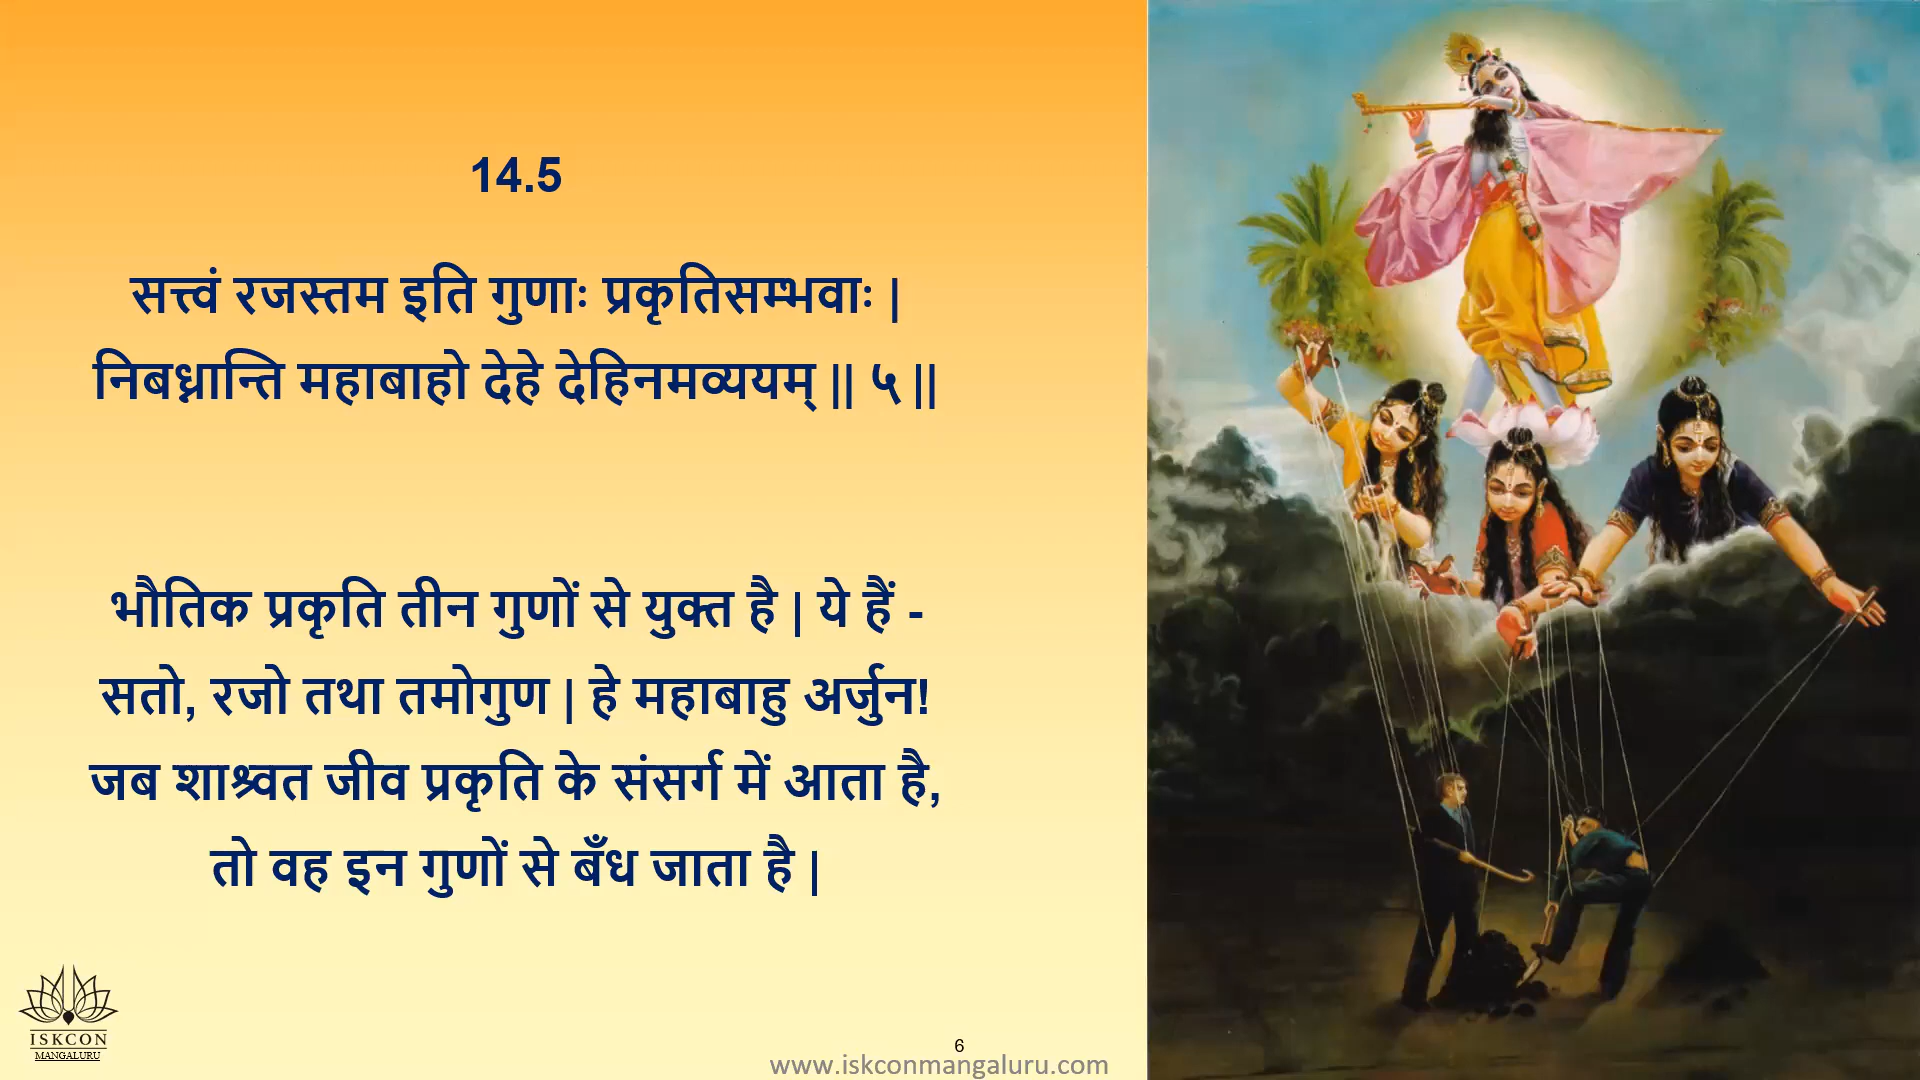 14.5
सत्त्वं रजस्तम इति गुणाः प्रकृतिसम्भवाः |
निबध्नान्ति महाबाहो देहे देहिनमव्ययम् || ५ ||
भौतिक प्रकृति तीन गुणों से युक्त है | ये हैं -
सतो, रजो तथा तमोगुण | हे महाबाहु अर्जुन!
जब शाश्र्वत जीव प्रकृति के संसर्ग में आता है,
तो वह इन गुणों से बँध जाता है |
ISKCON
MANGALURU
6
www.iskconmangaluru.com